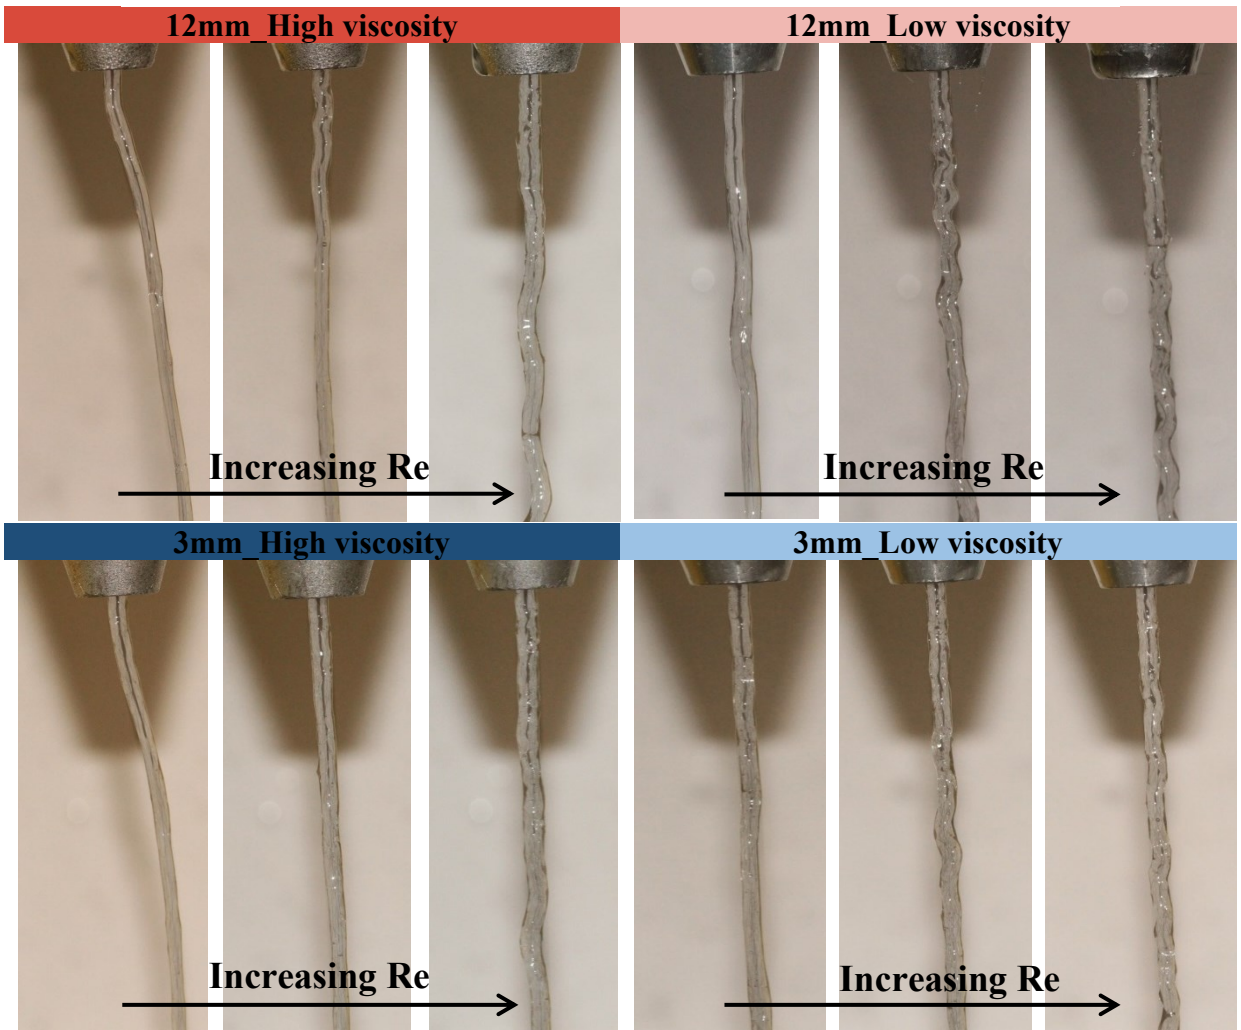 12mm_High viscosity
12mm_Low viscosity
Increasing Re
Increasing Re
3mm_High viscosity
3mm_Low viscosity
Increasing Re
Increasing Re